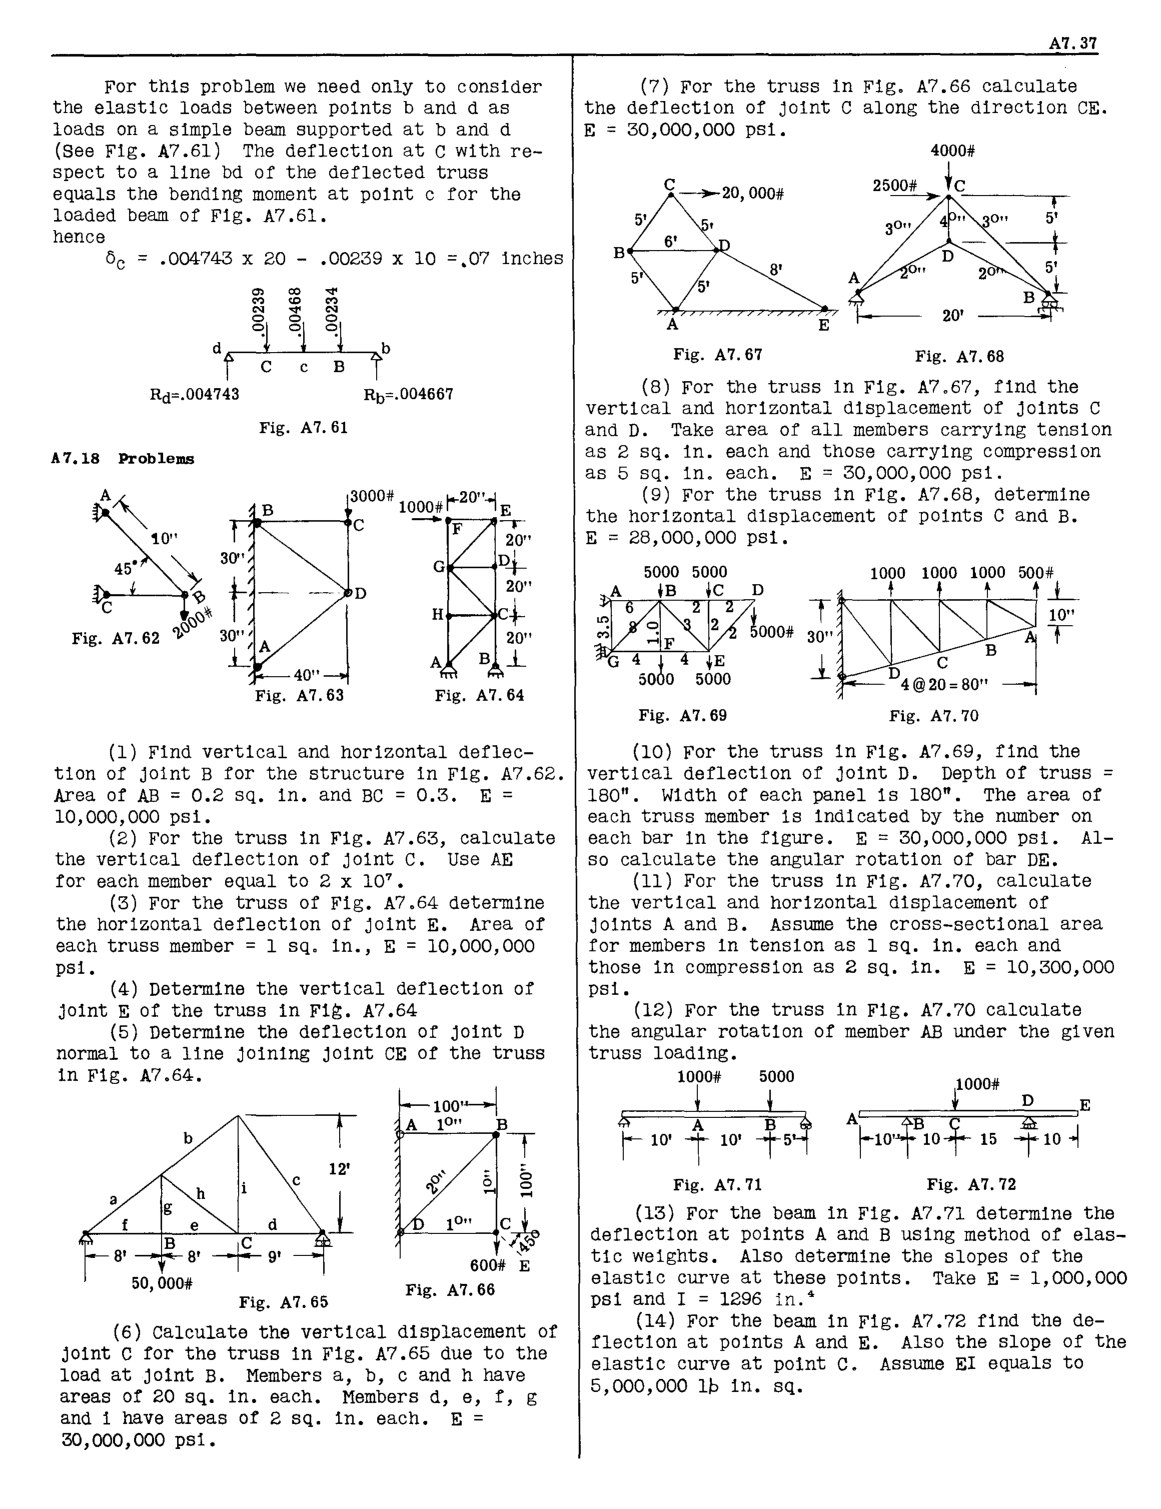 A7.37
For this problem we need only to consider
the elastic loads between points b and d as
loads on a simple beam supported at b and d
(See Fig. A7.61) The deflection at C with re-
spect to a line bd of the deflected truss
equals the bending moment at point c for the
loaded beam of Fig. A7.61.
hence
δC = .004743 x 20 - .00239 x 10 =.07 inches
.00239 .00468 .00234
d b
C c B
Rd=.004743 Rb=.004667
Fig. A7.61
A7.18 Problems
A
10"
45°
C B
2000#
Fig. A7.62
3000#
B C
30"
D
30"
A
40"
Fig. A7.63
1000# 20"
F E
20"
G D
20"
H C
20"
A B
Fig. A7.64
(1) Find vertical and horizontal deflec-
tion of joint B for the structure in Fig. A7.62.
Area of AB = 0.2 sq. in. and BC = 0.3. E =
10,000,000 psi.
(2) For the truss in Fig. A7.63, calculate
the vertical deflection of joint C. Use AE
for each member equal to 2 x 10⁷.
(3) For the truss of Fig. A7.64 determine
the horizontal deflection of joint E. Area of
each truss member = 1 sq. in., E = 10,000,000
psi.
(4) Determine the vertical deflection of
joint E of the truss in Fig. A7.64
(5) Determine the deflection of joint D
normal to a line joining joint CE of the truss
in Fig. A7.64.
b
12'
a h i c
g
f e d
B C
8' 8' 9'
50,000#
Fig. A7.65
100"
A 1▫" B
2▫" 1▫" 100"
D 1▫" C
45°
600# E
Fig. A7.66
(6) Calculate the vertical displacement of
joint C for the truss in Fig. A7.65 due to the
load at joint B. Members a, b, c and h have
areas of 20 sq. in. each. Members d, e, f, g
and i have areas of 2 sq. in. each. E =
30,000,000 psi.
(7) For the truss in Fig. A7.66 calculate
the deflection of joint C along the direction CE.
E = 30,000,000 psi.
C 20,000#
5' 5'
B 6' D
5' 5' 8'
A E
Fig. A7.67
4000#
2500# C
3▫" 4▫" 3▫" 5'
D
A 2▫" 2▫" B 5'
20'
Fig. A7.68
(8) For the truss in Fig. A7.67, find the
vertical and horizontal displacement of joints C
and D. Take area of all members carrying tension
as 2 sq. in. each and those carrying compression
as 5 sq. in. each. E = 30,000,000 psi.
(9) For the truss in Fig. A7.68, determine
the horizontal displacement of points C and B.
E = 28,000,000 psi.
5000 5000
A B C D
6 2 2
3.5 8 1.0 3 2 2 5000#
F
G 4 4 E
5000 5000
Fig. A7.69
1000 1000 1000 500#
10"
30"
A
B
C
D
4@20=80"
Fig. A7.70
(10) For the truss in Fig. A7.69, find the
vertical deflection of joint D. Depth of truss =
180". Width of each panel is 180". The area of
each truss member is indicated by the number on
each bar in the figure. E = 30,000,000 psi. Al-
so calculate the angular rotation of bar DE.
(11) For the truss in Fig. A7.70, calculate
the vertical and horizontal displacement of
joints A and B. Assume the cross-sectional area
for members in tension as 1 sq. in. each and
those in compression as 2 sq. in. E = 10,300,000
psi.
(12) For the truss in Fig. A7.70 calculate
the angular rotation of member AB under the given
truss loading.
1000# 5000
A B
10' 10' 5'
Fig. A7.71
1000#
A B C D E
10" 10 15 10
Fig. A7.72
(13) For the beam in Fig. A7.71 determine the
deflection at points A and B using method of elas-
tic weights. Also determine the slopes of the
elastic curve at these points. Take E = 1,000,000
psi and I = 1296 in.⁴
(14) For the beam in Fig. A7.72 find the de-
flection at points A and E. Also the slope of the
elastic curve at point C. Assume EI equals to
5,000,000 lb in. sq.